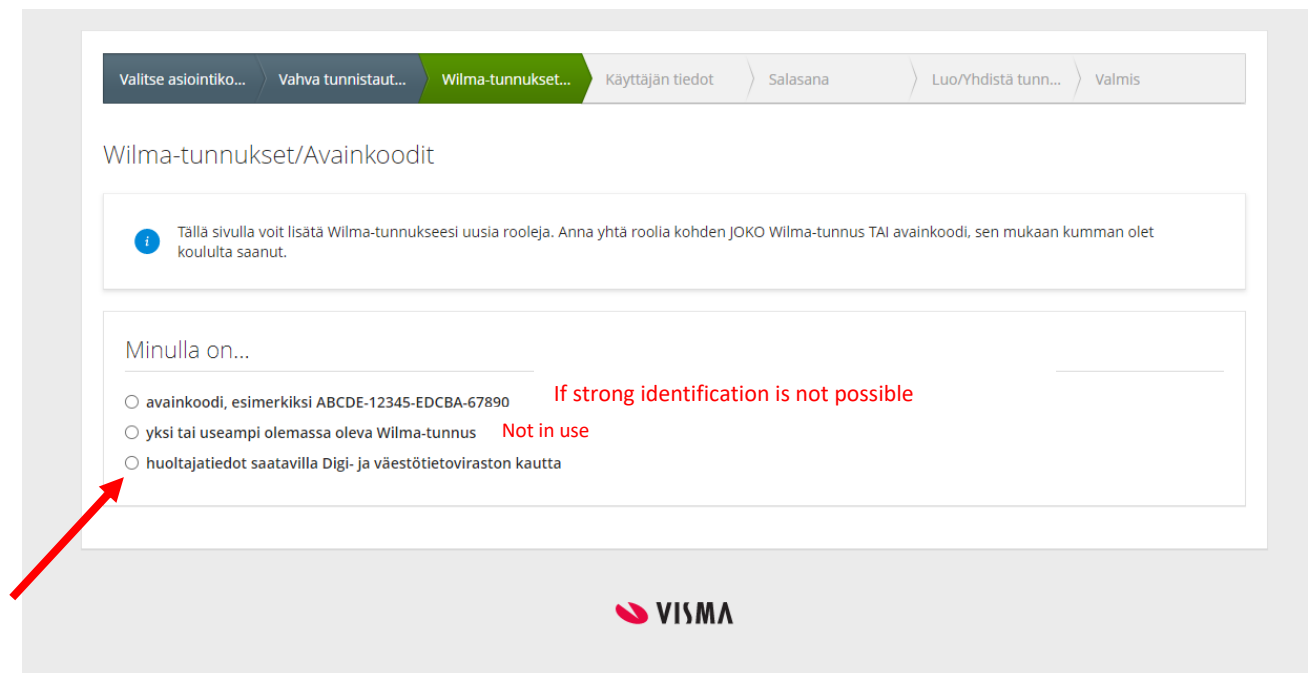 Valitse asiointiko... Vahva tunnistaut... Wilma-tunnukset... Käyttäjän tiedot Salasana Luo/Yhdistä tunn... Valmis
Wilma-tunnukset/Avainkoodit
Tällä sivulla voit lisätä Wilma-tunnukseesi uusia rooleja. Anna yhtä roolia kohden JOKO Wilma-tunnus TAI avainkoodi, sen mukaan kumman olet
koululta saanut.
Minulla on...
avainkoodi, esimerkiksi ABCDE-12345-EDCBA-67890 If strong identification is not possible
yksi tai useampi olemassa oleva Wilma-tunnus Not in use
huoltajatiedot saatavilla Digi- ja väestötietoviraston kautta
VISMA